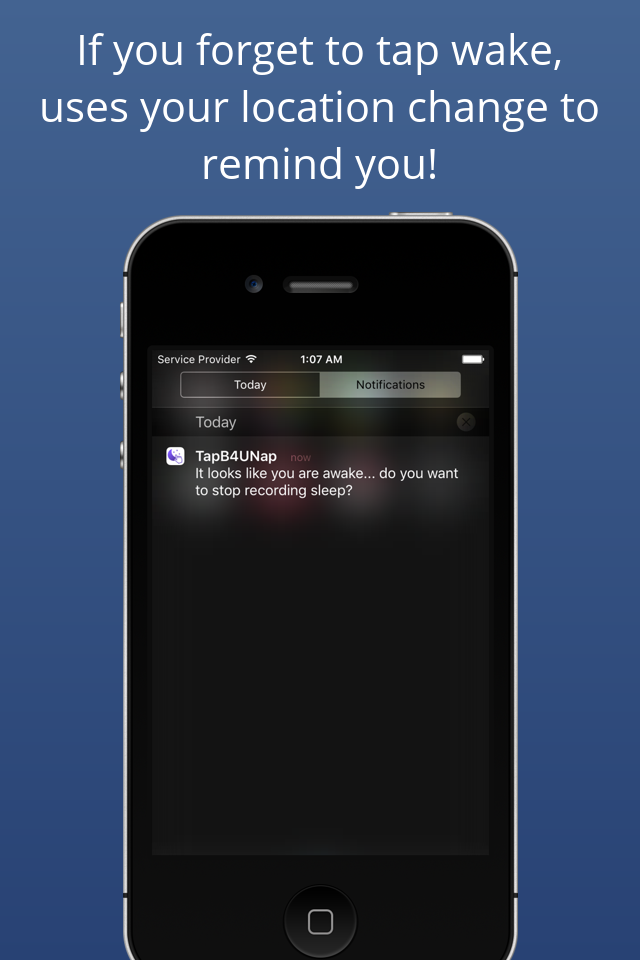 If you forget to tap wake,
uses your location change to
remind you!
Service Provider 1:07 AM
Today Notifications
Today
TapB4UNap now
It looks like you are awake... do you want
to stop recording sleep?